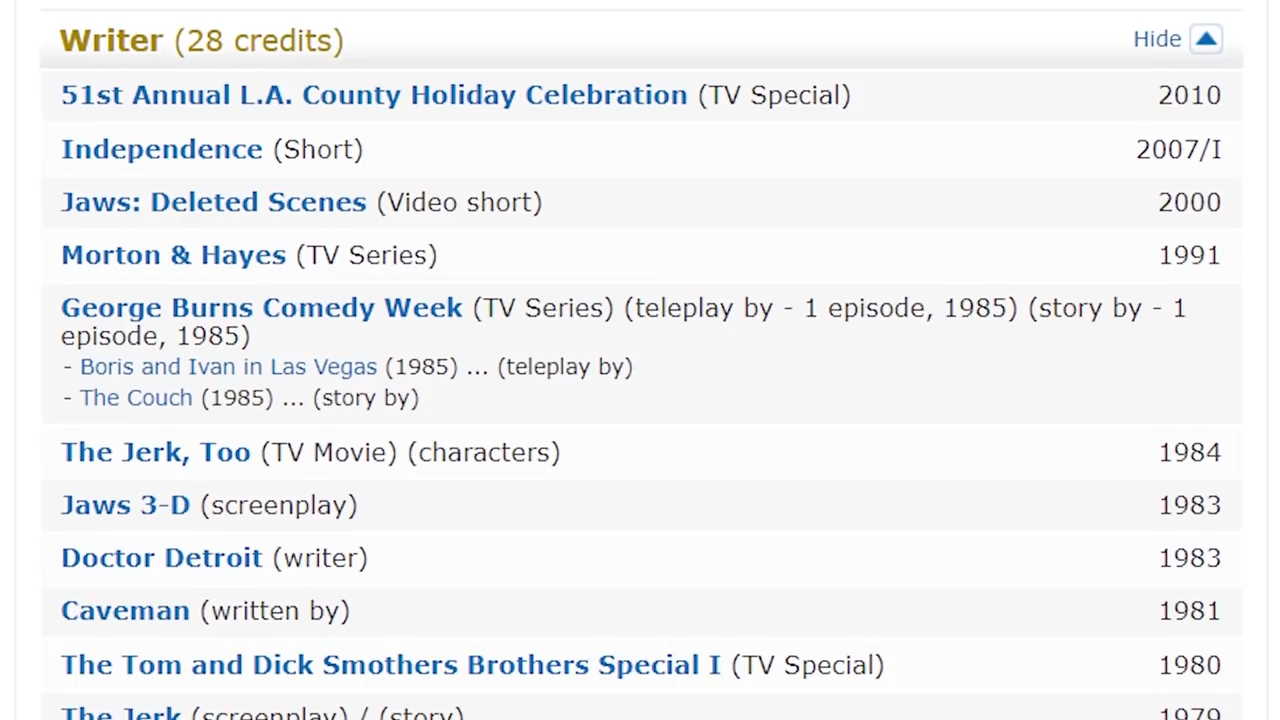 Writer (28 credits)
Hide
51st Annual L.A. County Holiday Celebration (TV Special) 2010
Independence (Short) 2007/I
Jaws: Deleted Scenes (Video short) 2000
Morton & Hayes (TV Series) 1991
George Burns Comedy Week (TV Series) (teleplay by - 1 episode, 1985) (story by - 1
episode, 1985)
- Boris and Ivan in Las Vegas (1985) ... (teleplay by)
- The Couch (1985) ... (story by)
The Jerk, Too (TV Movie) (characters) 1984
Jaws 3-D (screenplay) 1983
Doctor Detroit (writer) 1983
Caveman (written by) 1981
The Tom and Dick Smothers Brothers Special I (TV Special) 1980
The Jerk (screenplay) / (story) 1979